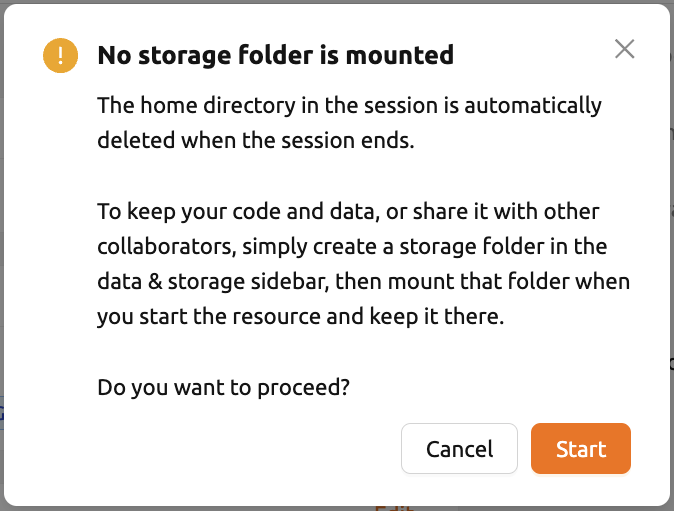 No storage folder is mounted
The home directory in the session is automatically
deleted when the session ends.
To keep your code and data, or share it with other
collaborators, simply create a storage folder in the
data & storage sidebar, then mount that folder when
you start the resource and keep it there.
Do you want to proceed?
Cancel
Start